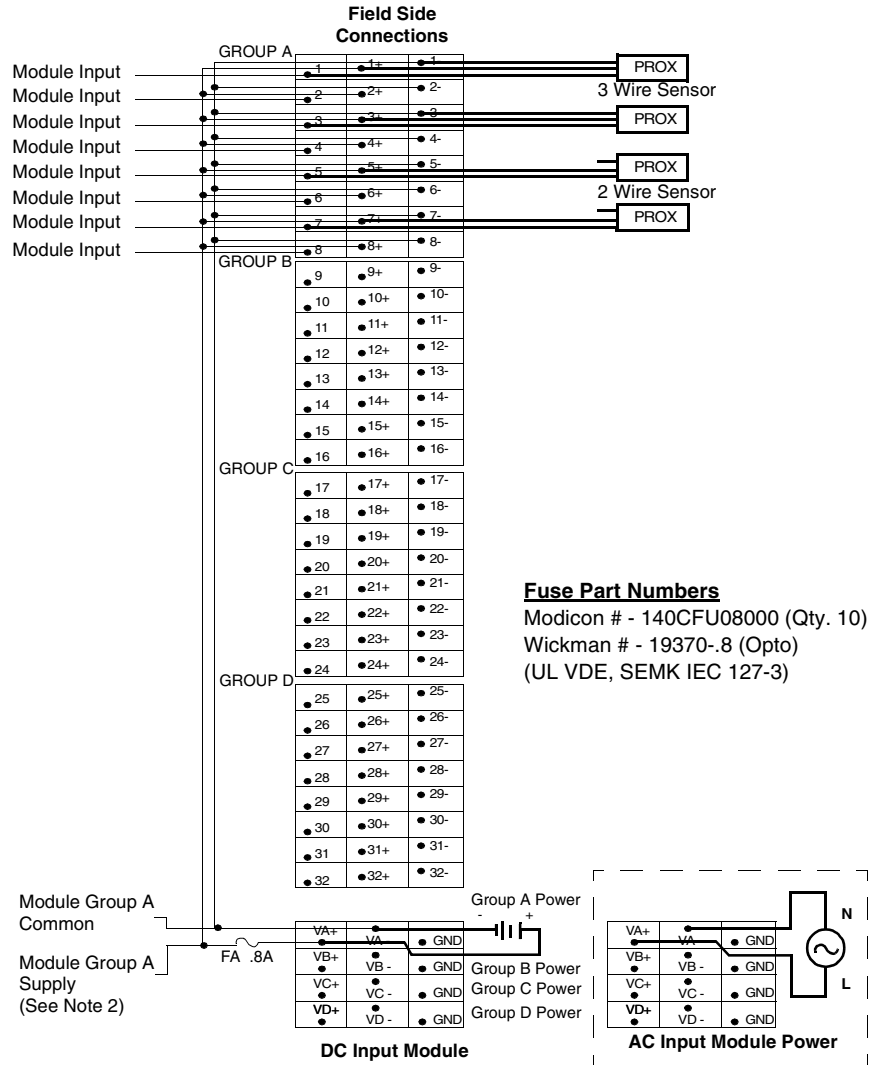 Field Side
Connections
GROUP A
Module Input 1 1+ 1- PROX
3 Wire Sensor
Module Input 2 2+ 2-
Module Input 3 3+ 3- PROX
Module Input 4 4+ 4-
Module Input 5 5+ 5- PROX
2 Wire Sensor
Module Input 6 6+ 6-
Module Input 7 7+ 7- PROX
Module Input 8 8+ 8-
GROUP B
9 9+ 9-
10 10+ 10-
11 11+ 11-
12 12+ 12-
13 13+ 13-
14 14+ 14-
15 15+ 15-
16 16+ 16-
GROUP C
17 17+ 17-
18 18+ 18-
19 19+ 19-
20 20+ 20-
21 21+ 21-
22 22+ 22-
23 23+ 23-
24 24+ 24-
Fuse Part Numbers
Modicon # - 140CFU08000 (Qty. 10)
Wickman # - 19370-.8 (Opto)
(UL VDE, SEMK IEC 127-3)
GROUP D
25 25+ 25-
26 26+ 26-
27 27+ 27-
28 28+ 28-
29 29+ 29-
30 30+ 30-
31 31+ 31-
32 32+ 32-
Module Group A
Common
Module Group A
Supply
(See Note 2)
FA .8A
Group A Power
- +
VA+ VA - GND
VB+ VB - GND Group B Power
VC+ VC - GND Group C Power
VD+ VD - GND Group D Power
DC Input Module
N
L
VA+ VA - GND
VB+ VB - GND
VC+ VC - GND
VD+ VD - GND
AC Input Module Power